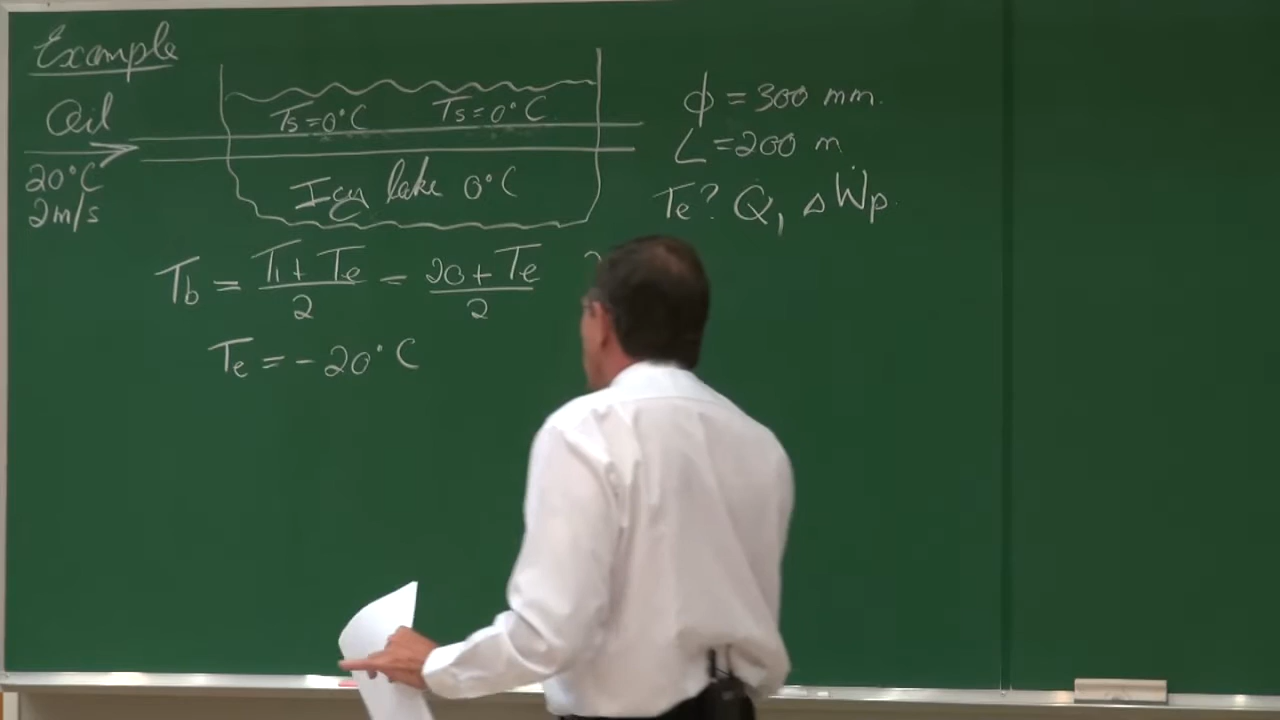 Example
Oil
20°C
2m/s
Ts=0°C Ts=0°C
Icy lake 0°C
ϕ = 300 mm.
L = 200 m
Te? Q̇, ΔẆp.
Tb = (T1 + Te)/2 = (20 + Te)/2 ?
Te = -20°C